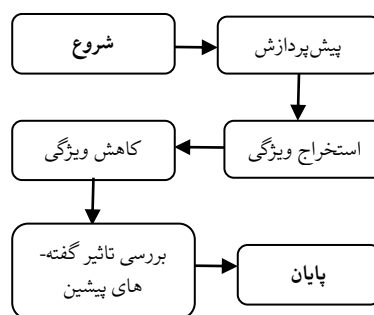 شروع
پیش‌پردازش
استخراج ویژگی
کاهش ویژگی
بررسی تاثیر گفته-
های پیشین
پایان